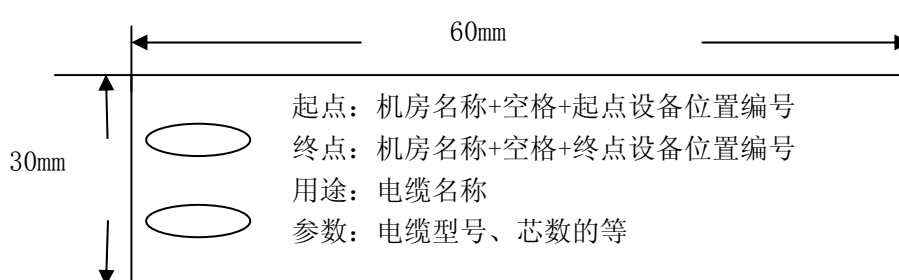 60mm
起点：机房名称+空格+起点设备位置编号
终点：机房名称+空格+终点设备位置编号
30mm
用途：电缆名称
参数：电缆型号、芯数的等